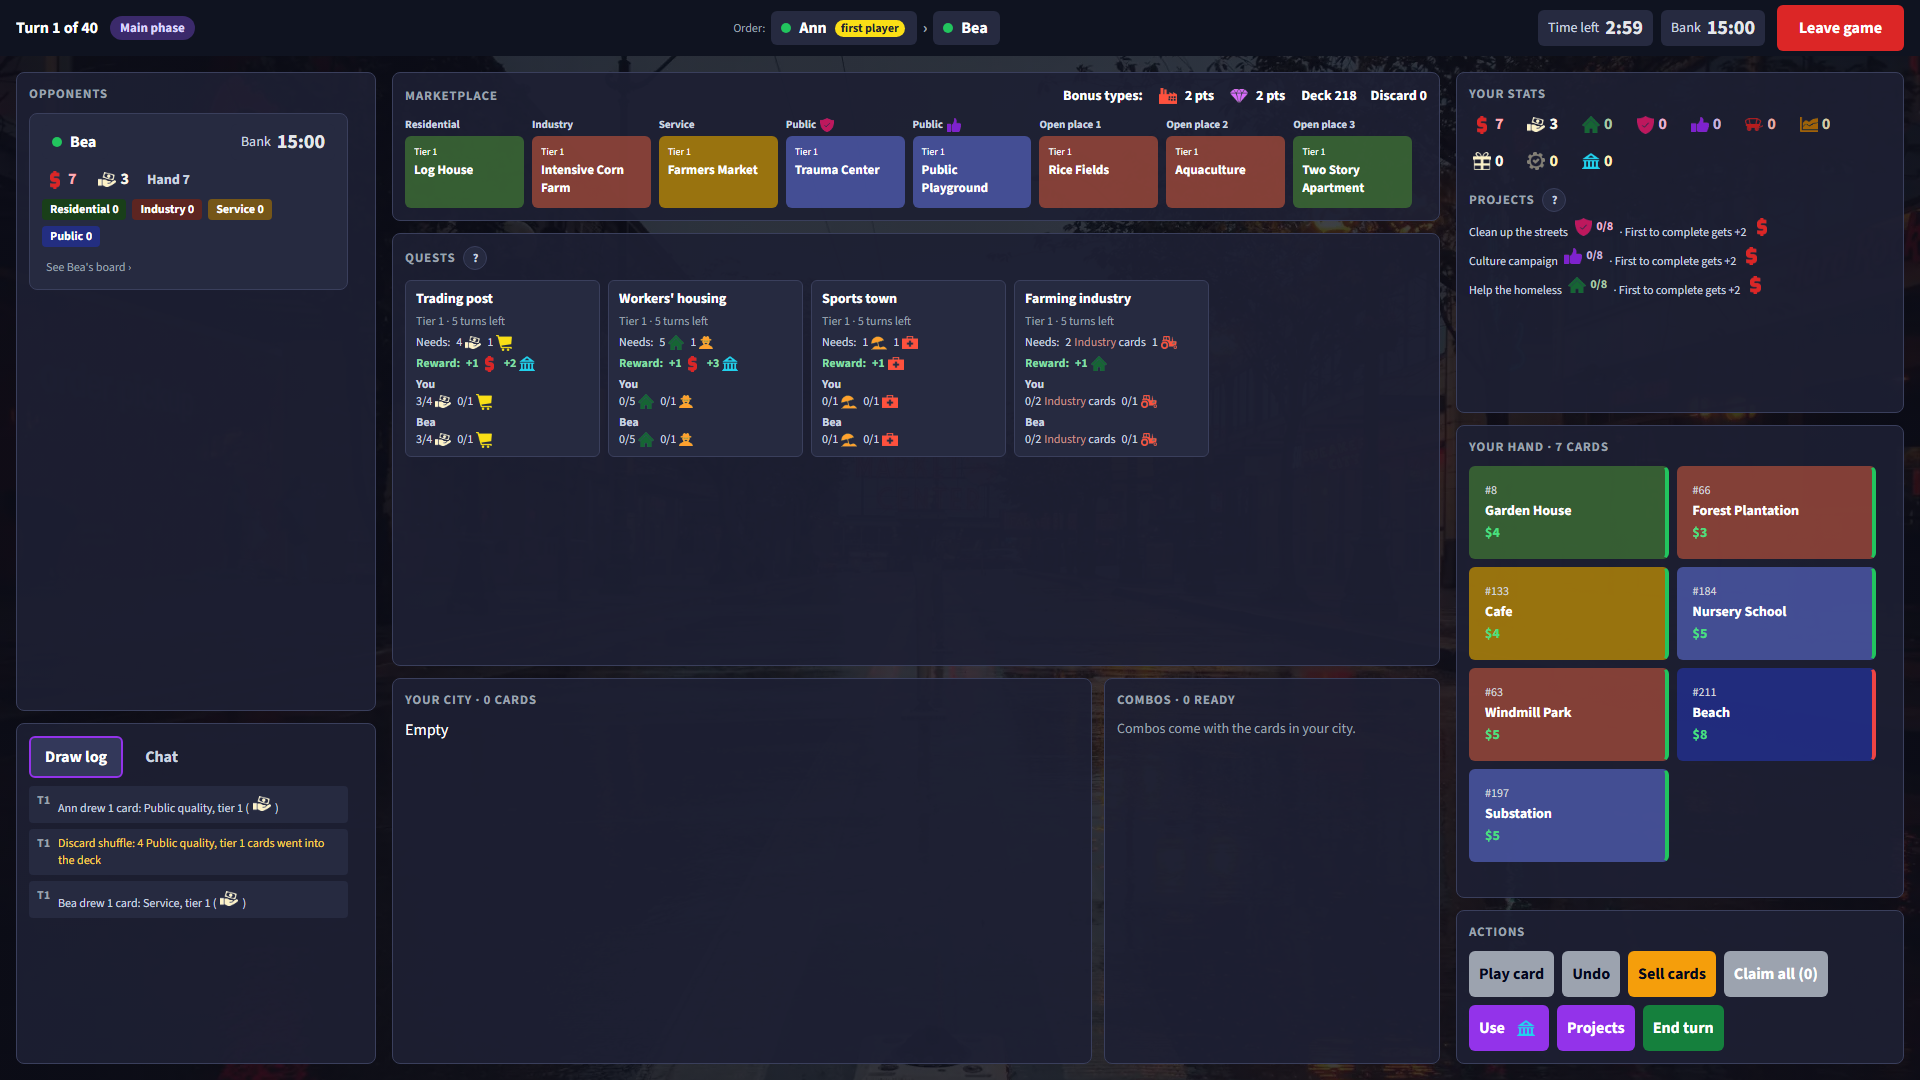 Turn 1 of 40 Main phase
Order: Ann first player › Bea
Time left 2:59 Bank 15:00 Leave game
OPPONENTS
Bea Bank 15:00
7 3 Hand 7
Residential 0 Industry 0 Service 0
Public 0
See Bea's board ›
Draw log Chat
T1 Ann drew 1 card: Public quality, tier 1 ( )
T1 Discard shuffle: 4 Public quality, tier 1 cards went into
the deck
T1 Bea drew 1 card: Service, tier 1 ( )
MARKETPLACE
Bonus types: 2 pts 2 pts Deck 218 Discard 0
Residential Industry Service Public Public Open place 1 Open place 2 Open place 3
Tier 1
Log House
Tier 1
Intensive Corn
Farm
Tier 1
Farmers Market
Tier 1
Trauma Center
Tier 1
Public
Playground
Tier 1
Rice Fields
Tier 1
Aquaculture
Tier 1
Two Story
Apartment
QUESTS ?
Trading post
Tier 1 · 5 turns left
Needs: 4 1
Reward: +1 +2
You
3/4 0/1
Bea
3/4 0/1
Workers' housing
Tier 1 · 5 turns left
Needs: 5 1
Reward: +1 +3
You
0/5 0/1
Bea
0/5 0/1
Sports town
Tier 1 · 5 turns left
Needs: 1 1
Reward: +1
You
0/1 0/1
Bea
0/1 0/1
Farming industry
Tier 1 · 5 turns left
Needs: 2 Industry cards 1
Reward: +1
You
0/2 Industry cards 0/1
Bea
0/2 Industry cards 0/1
YOUR CITY · 0 CARDS
Empty
COMBOS · 0 READY
Combos come with the cards in your city.
YOUR STATS
$ 7 3 0 0 0 0 0
0 0 0
PROJECTS ?
Clean up the streets 0/8 · First to complete gets +2 $
Culture campaign 0/8 · First to complete gets +2 $
Help the homeless 0/8 · First to complete gets +2 $
YOUR HAND · 7 CARDS
#8
Garden House
$4
#66
Forest Plantation
$3
#133
Cafe
$4
#184
Nursery School
$5
#63
Windmill Park
$5
#211
Beach
$8
#197
Substation
$5
ACTIONS
Play card Undo Sell cards Claim all (0)
Use Projects End turn